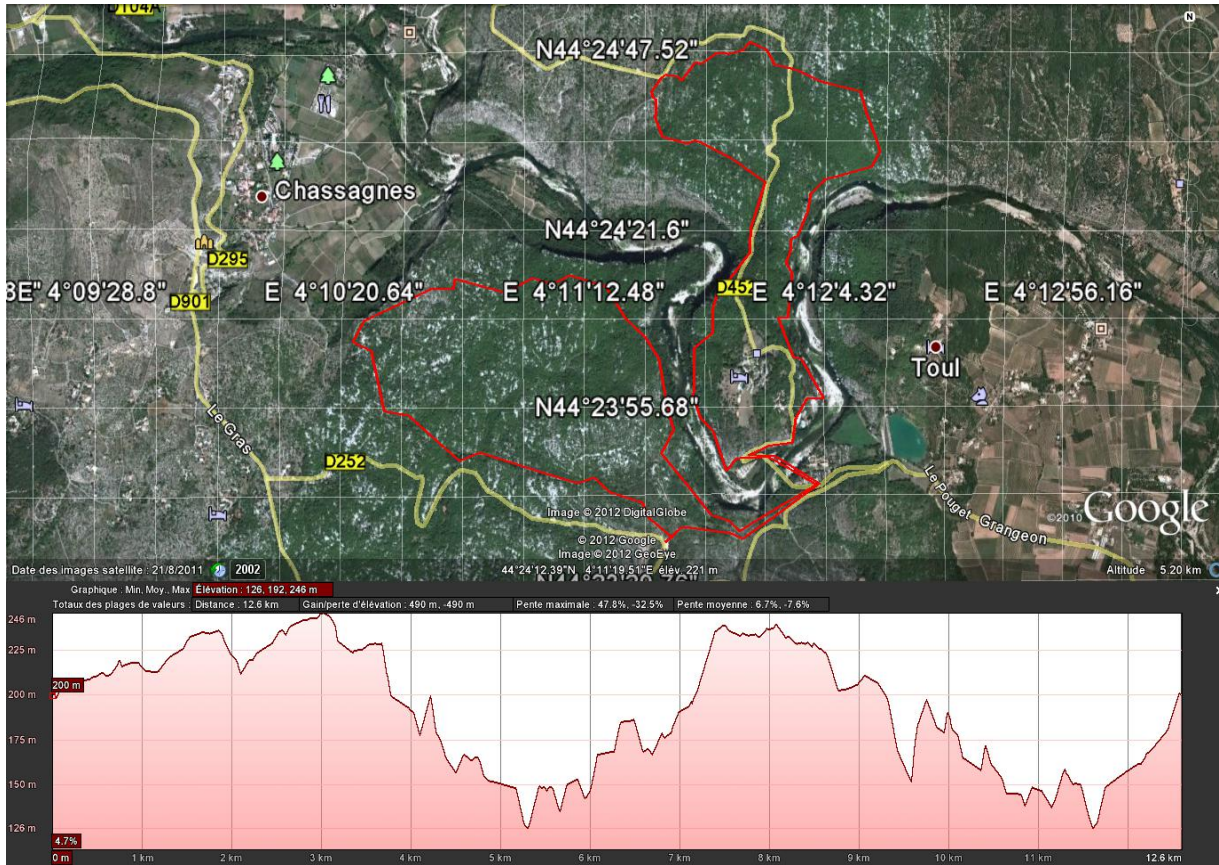 D104A
N
N44°24'47.52"
Chassagnes
N44°24'21.6"
D295
8E" 4°09'28.8" E 4°10'20.64" E 4°11'12.48" D452 E 4°12'4.32" E 4°12'56.16"
D901
Toul
N44°23'55.68"
Le Gras
D252
Le Pouget Grangeon
Image © 2012 DigitalGlobe
©2010 Google
© 2012 Google
Image © 2012 GeoEye
Date des images satellite : 21/8/2011 2002 44°24'12.39"N 4°11'19.51"E élév. 221 m Altitude 5.20 km
Graphique : Min, Moy., Max Élévation : 126, 192, 246 m
Totaux des plages de valeurs : Distance : 12.6 km Gain/perte d'élévation : 490 m, -490 m Pente maximale : 47.8%, -32.5% Pente moyenne : 6.7%, -7.6%
246 m
225 m
200 m
200 m
175 m
150 m
126 m
4.7%
0 m 1 km 2 km 3 km 4 km 5 km 6 km 7 km 8 km 9 km 10 km 11 km 12.6 km